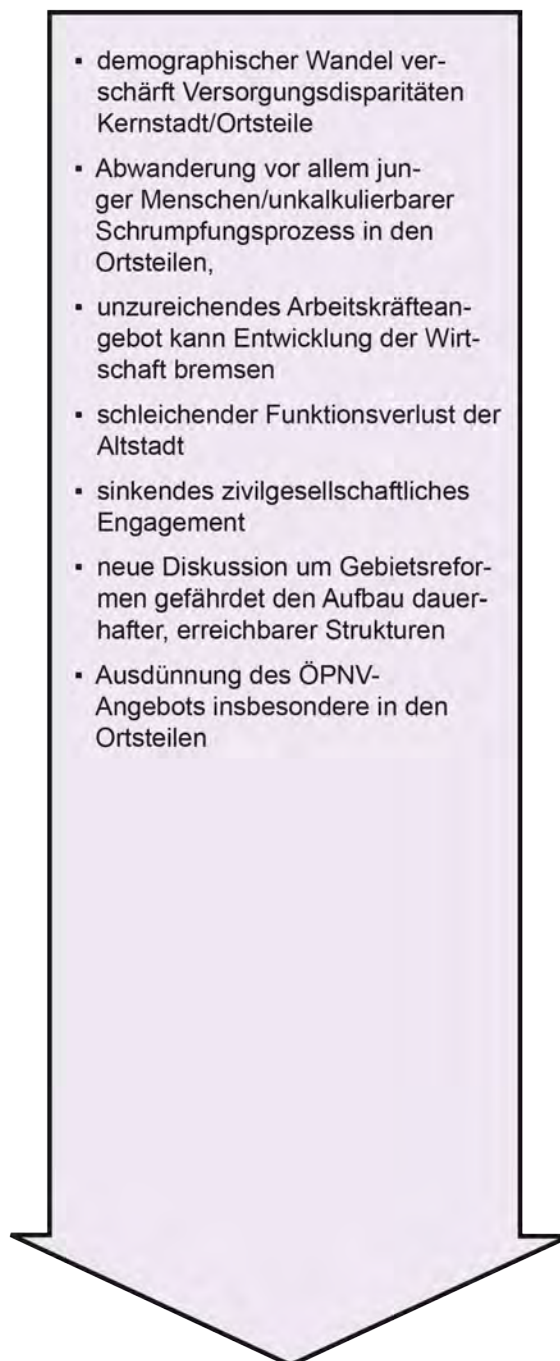 ▪ demographischer Wandel ver-
schärft Versorgungsdisparitäten
Kernstadt/Ortsteile
▪ Abwanderung vor allem jun-
ger Menschen/unkalkulierbarer
Schrumpfungsprozess in den
Ortsteilen,
▪ unzureichendes Arbeitskräftean-
gebot kann Entwicklung der Wirt-
schaft bremsen
▪ schleichender Funktionsverlust der
Altstadt
▪ sinkendes zivilgesellschaftliches
Engagement
▪ neue Diskussion um Gebietsrefor-
men gefährdet den Aufbau dauer-
hafter, erreichbarer Strukturen
▪ Ausdünnung des ÖPNV-
Angebots insbesondere in den
Ortsteilen